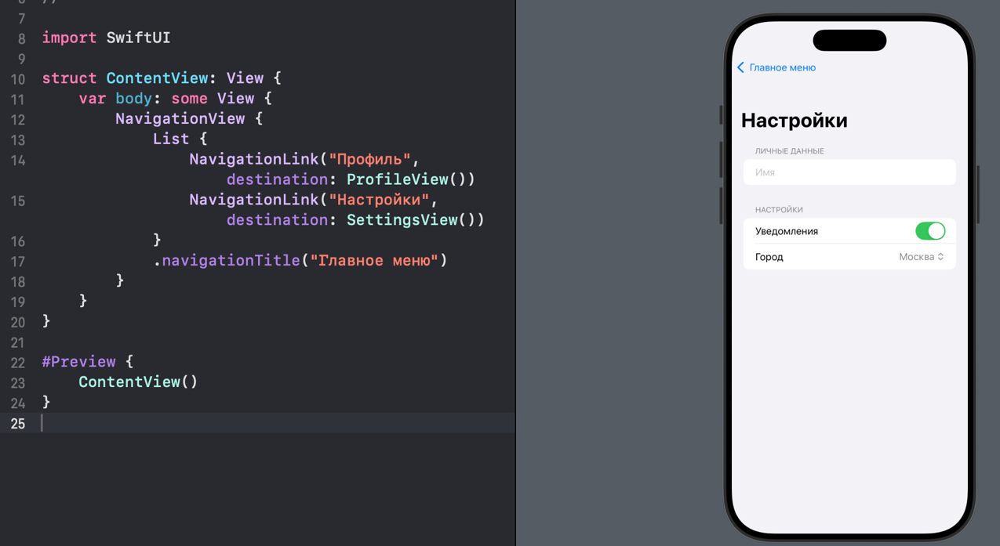 7
8 import SwiftUI
9
10 struct ContentView: View {
11 var body: some View {
12 NavigationView {
13 List {
14 NavigationLink("Профиль",
destination: ProfileView())
15 NavigationLink("Настройки",
destination: SettingsView())
16 }
17 .navigationTitle("Главное меню")
18 }
19 }
20 }
21
22 #Preview {
23 ContentView()
24 }
25
Главное меню
Настройки
ЛИЧНЫЕ ДАННЫЕ
Имя
НАСТРОЙКИ
Уведомления
Город Москва